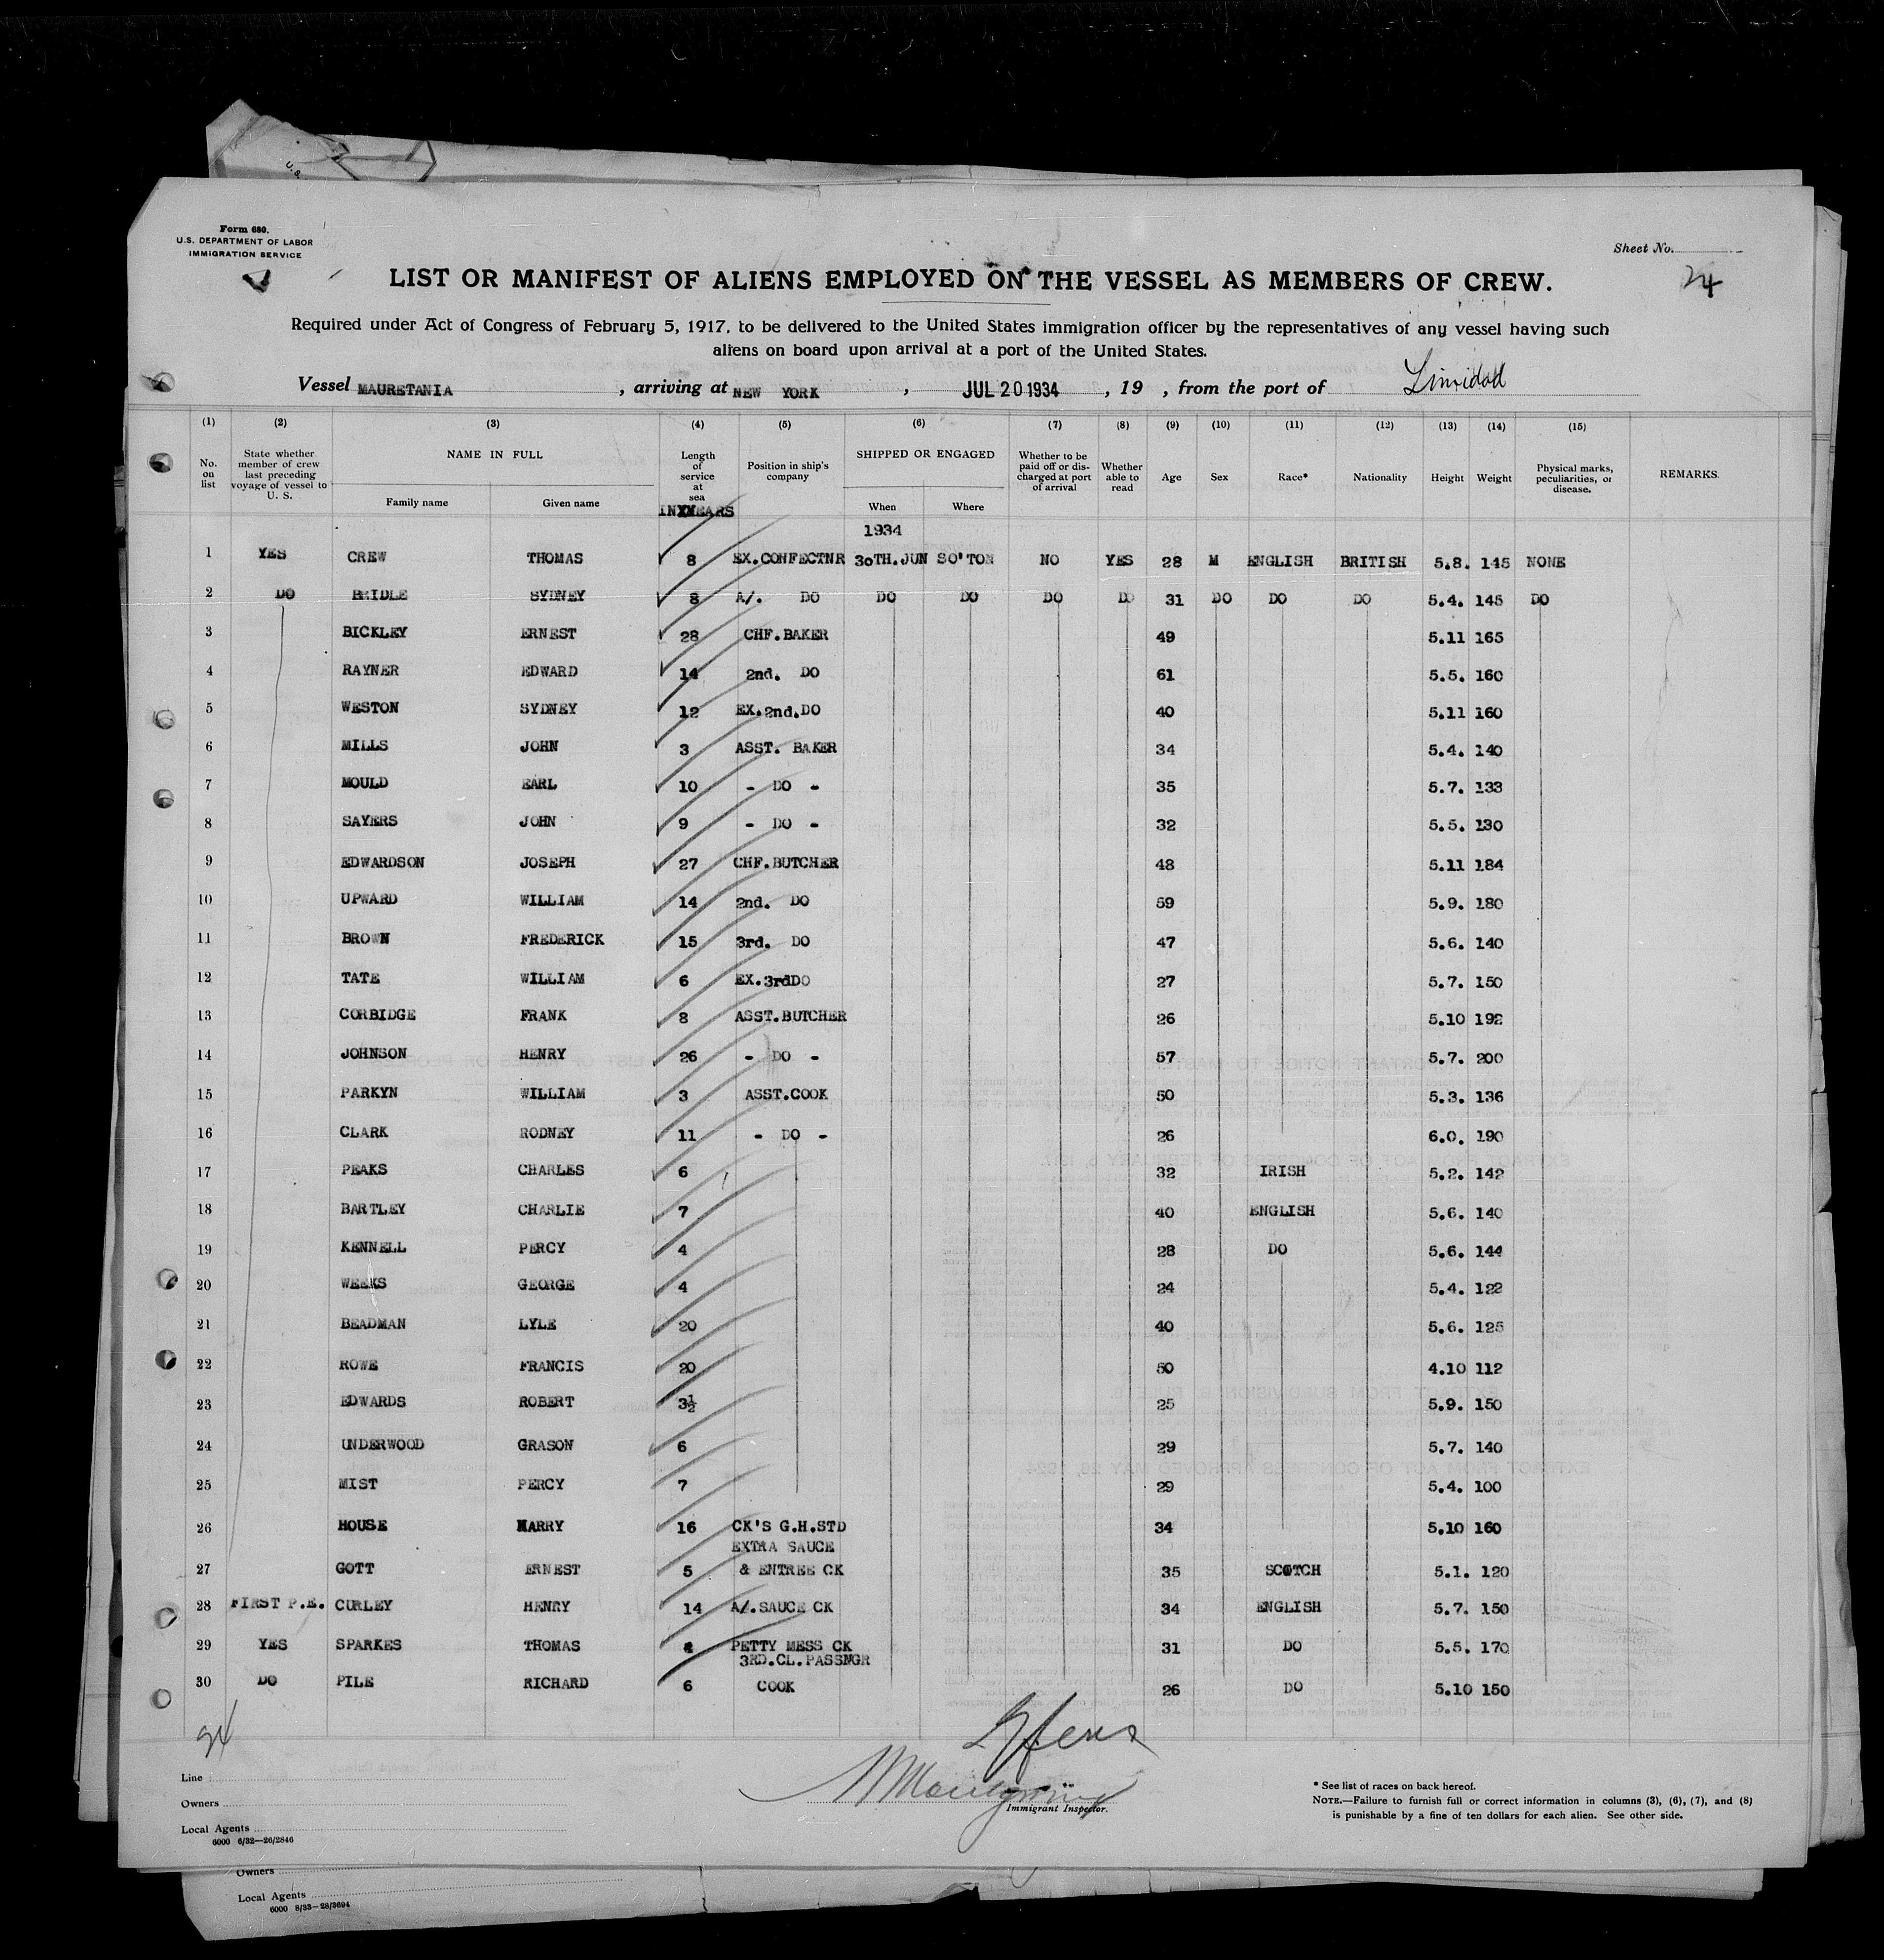 Form 680.
U.S. DEPARTMENT OF LABOR
IMMIGRATION SERVICE
Sheet No.
24
LIST OR MANIFEST OF ALIENS EMPLOYED ON THE VESSEL AS MEMBERS OF CREW.
Required under Act of Congress of February 5, 1917, to be delivered to the United States immigration officer by the representatives of any vessel having such
aliens on board upon arrival at a port of the United States.
Vessel MAURETANIA , arriving at NEW YORK , JUL 20 1934 , 19 , from the port of
(1) (2) (3) (4) (5) (6) (7) (8) (9) (10) (11) (12) (13) (14) (15)
No. on list State whether member of crew last preceding voyage of vessel to U. S. NAME IN FULL Family name Given name Length of service at sea IN YEARS Position in ship's company SHIPPED OR ENGAGED When Where Whether to be paid off or discharged at port of arrival Whether able to read Age Sex Race* Nationality Height Weight Physical marks, peculiarities, or disease. REMARKS.
1934
1 YES CREW THOMAS 8 EX.CONFECTNR 30TH.JUN SO'TON NO YES 28 M ENGLISH BRITISH 5.8. 145 NONE
2 DO BRIDLE SYDNEY 8 A/. DO DO DO DO DO 31 DO DO DO 5.4. 145 DO
3 BICKLEY ERNEST 28 CHF.BAKER 49 5.11 165
4 RAYNER EDWARD 14 2nd. DO 61 5.5. 160
5 WESTON SYDNEY 12 EX.2nd.DO 40 5.11 160
6 MILLS JOHN 3 ASST. BAKER 34 5.4. 140
7 MOULD EARL 10 - DO - 35 5.7. 133
8 SAYERS JOHN 9 - DO - 32 5.5. 130
9 EDWARDSON JOSEPH 27 CHF.BUTCHER 48 5.11 184
10 UPWARD WILLIAM 14 2nd. DO 59 5.9. 180
11 BROWN FREDERICK 15 3rd. DO 47 5.6. 140
12 TATE WILLIAM 6 EX.3rdDO 27 5.7. 150
13 CORBIDGE FRANK 8 ASST.BUTCHER 26 5.10 192
14 JOHNSON HENRY 26 - DO - 57 5.7. 200
15 PARKYN WILLIAM 3 ASST.COOK 50 5.3. 136
16 CLARK RODNEY 11 - DO - 26 6.0. 190
17 PEAKS CHARLES 6 32 IRISH 5.2. 142
18 BARTLEY CHARLIE 7 40 ENGLISH 5.6. 140
19 KENNELL PERCY 4 28 DO 5.6. 144
20 WEEKS GEORGE 4 24 5.4. 122
21 BEADMAN LYLE 20 40 5.6. 125
22 ROWE FRANCIS 20 50 4.10 112
23 EDWARDS ROBERT 3½ 25 5.9. 150
24 UNDERWOOD GRASON 6 29 5.7. 140
25 MIST PERCY 7 29 5.4. 100
26 HOUSE HARRY 16 CK'S G.H.STD 34 5.10 160
EXTRA SAUCE
27 GOTT ERNEST 5 & ENTREE CK 35 SCOTCH 5.1. 120
28 FIRST P.E. CURLEY HENRY 14 A/.SAUCE CK 34 ENGLISH 5.7. 150
29 YES SPARKES THOMAS 4 PETTY MESS CK 31 DO 5.5. 170
3RD.CL.PASSNGR
30 DO PILE RICHARD 6 COOK 26 DO 5.10 150
Line
Owners
Local Agents
6000 6/32—26/2846
Immigrant Inspector.
* See list of races on back hereof.
NOTE.—Failure to furnish full or correct information in columns (3), (6), (7), and (8)
is punishable by a fine of ten dollars for each alien. See other side.
Owners
Local Agents
6000 8/33—28/3694